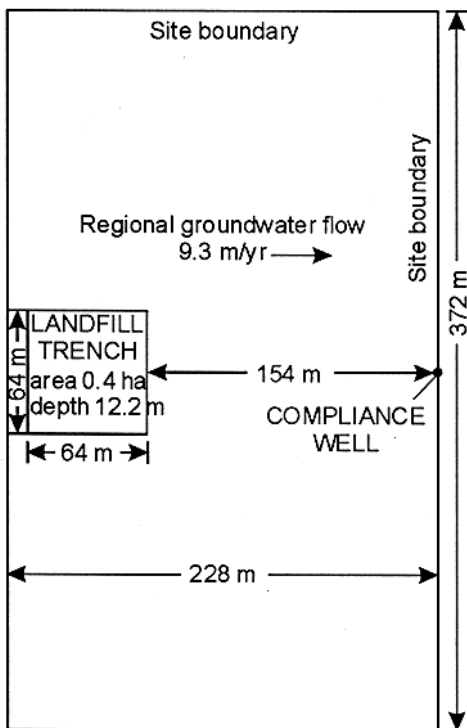 Site boundary
Site boundary
Regional groundwater flow
9.3 m/yr
372 m
LANDFILL
TRENCH
area 0.4 ha
depth 12.2 m
64 m
154 m
COMPLIANCE
WELL
64 m
228 m